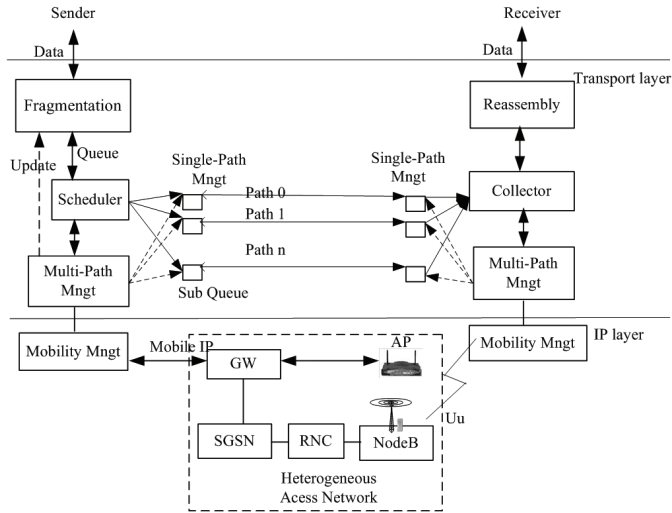 Sender
Receiver
Data
Data
Transport layer
Fragmentation
Reassembly
Update
Queue
Single-Path
Mngt
Single-Path
Mngt
Scheduler
Path 0
Path 1
Path n
Collector
Multi-Path
Mngt
Sub Queue
Multi-Path
Mngt
IP layer
Mobility Mngt
Mobile IP
GW
AP
Mobility Mngt
Uu
SGSN
RNC
NodeB
Heterogeneous
Acess Network